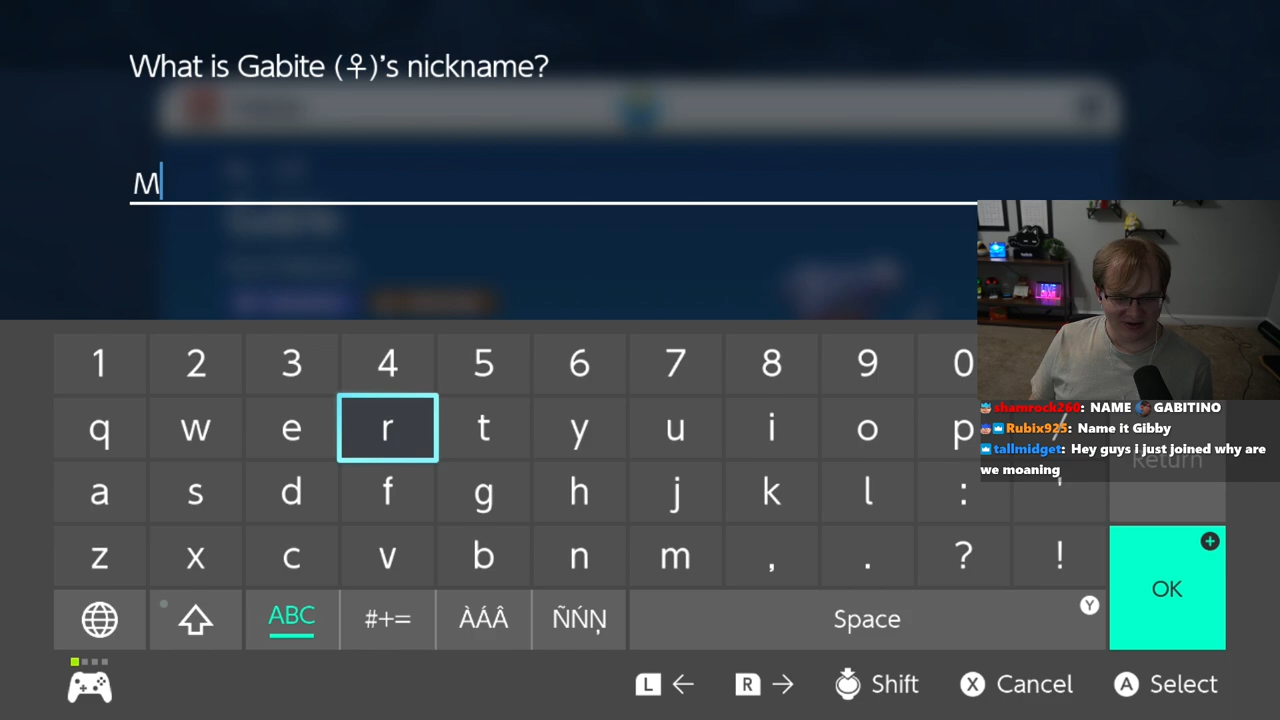 What is Gabite (♀)'s nickname?
M
1 2 3 4 5 6 7 8 9 0
q w e r t y u i o p /
a s d f g h j k l : '
z x c v b n m , . ? !
Return
OK
ABC #+= ÀÁÂ ÑŃŅ Space Y
L ← R → Shift X Cancel A Select
shamrock260: NAME GABITINO
Rubix925: Name it Gibby
tallmidget: Hey guys i just joined why are
we moaning